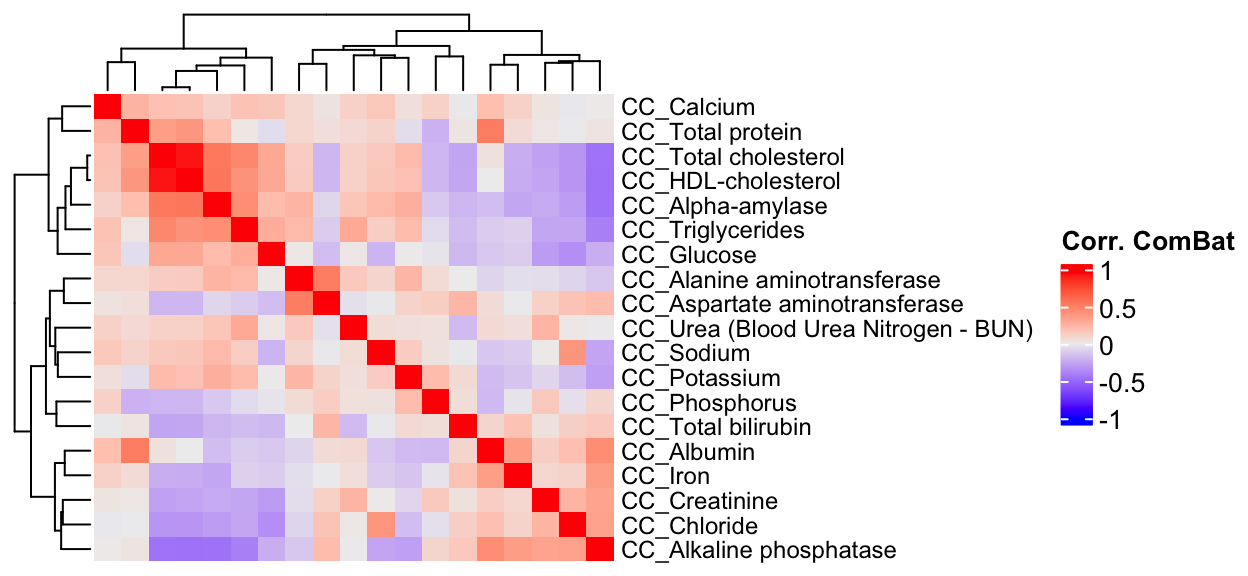 CC_Calcium
CC_Total protein
CC_Total cholesterol
CC_HDL-cholesterol
CC_Alpha-amylase
CC_Triglycerides
CC_Glucose
CC_Alanine aminotransferase
CC_Aspartate aminotransferase
CC_Urea (Blood Urea Nitrogen - BUN)
CC_Sodium
CC_Potassium
CC_Phosphorus
CC_Total bilirubin
CC_Albumin
CC_Iron
CC_Creatinine
CC_Chloride
CC_Alkaline phosphatase
Corr. ComBat
1
0.5
0
-0.5
-1